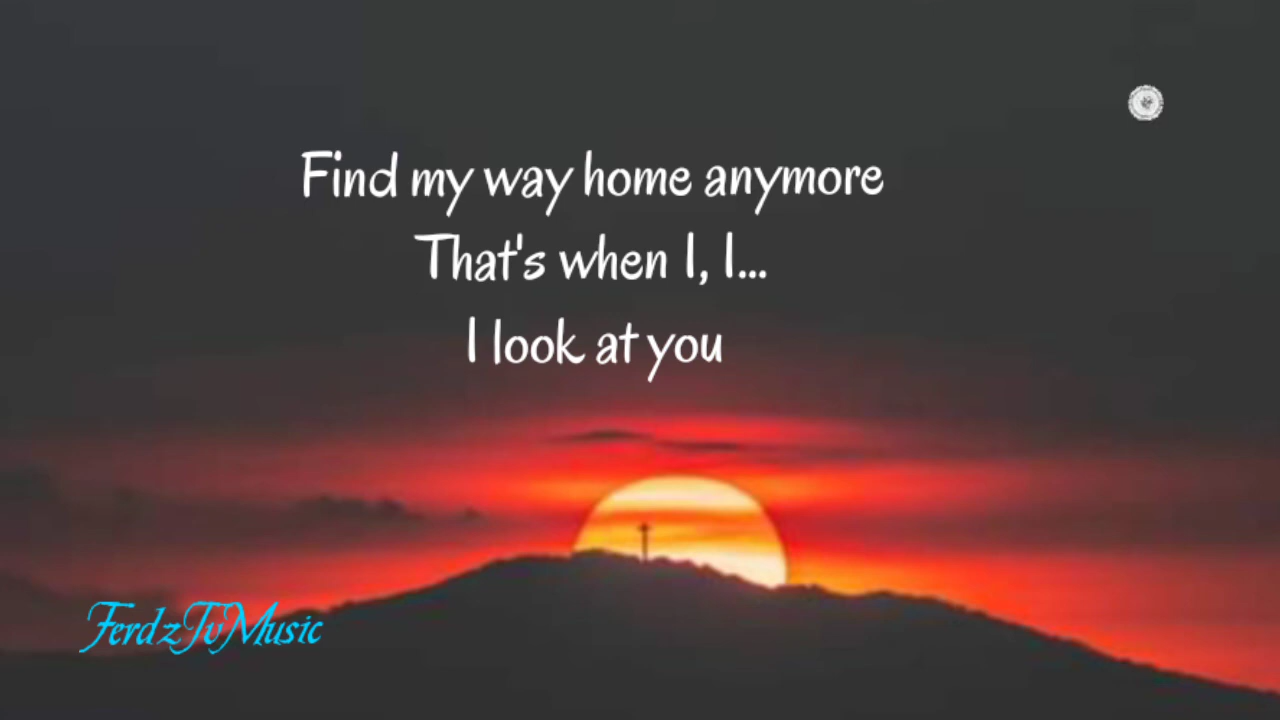 Find my way home anymore
That's when I, I...
I look at you
FerdzTvMusic